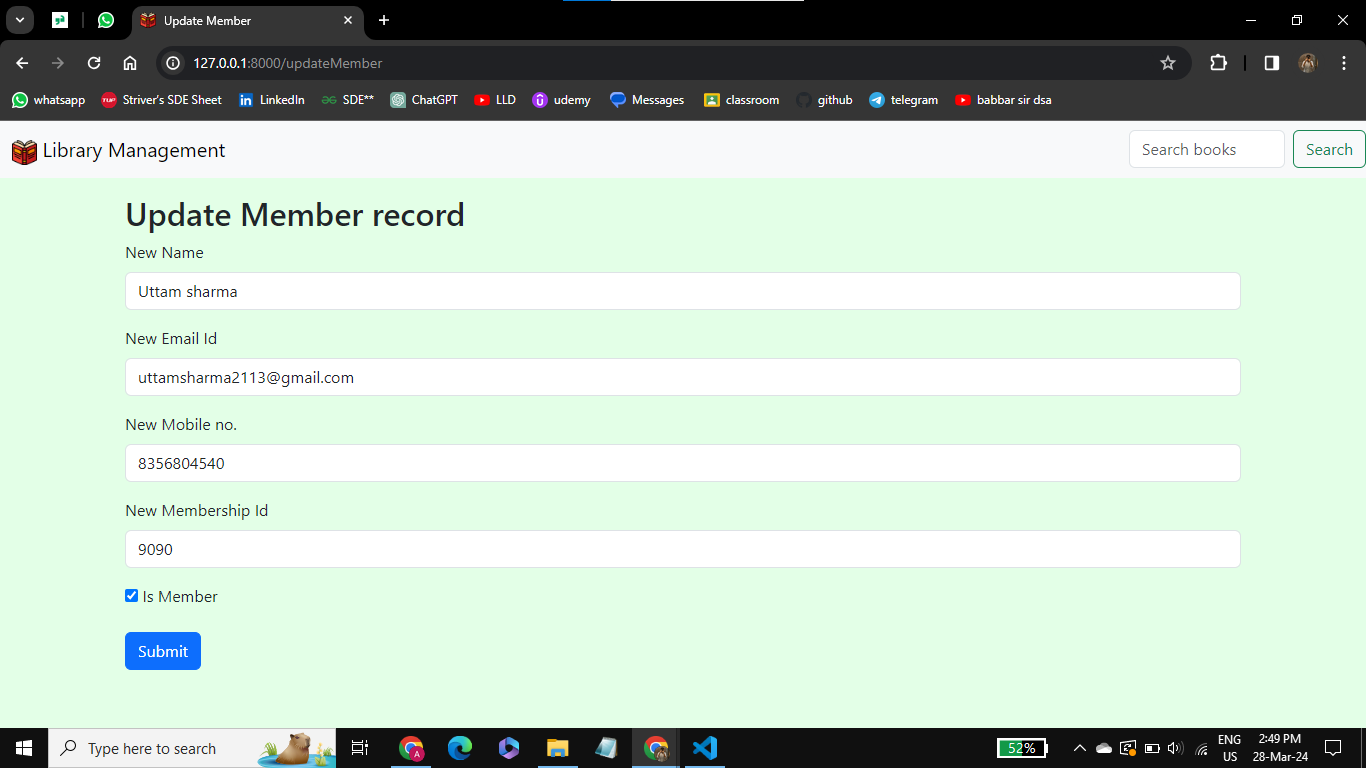 Update Member
127.0.0.1:8000/updateMember
whatsapp Striver's SDE Sheet LinkedIn SDE** ChatGPT LLD udemy Messages classroom github telegram babbar sir dsa
Library Management Search books Search
Update Member record
New Name
Uttam sharma
New Email Id
uttamsharma2113@gmail.com
New Mobile no.
8356804540
New Membership Id
9090
Is Member
Submit
Type here to search A 52% ENG 2:49 PM
US 28-Mar-24